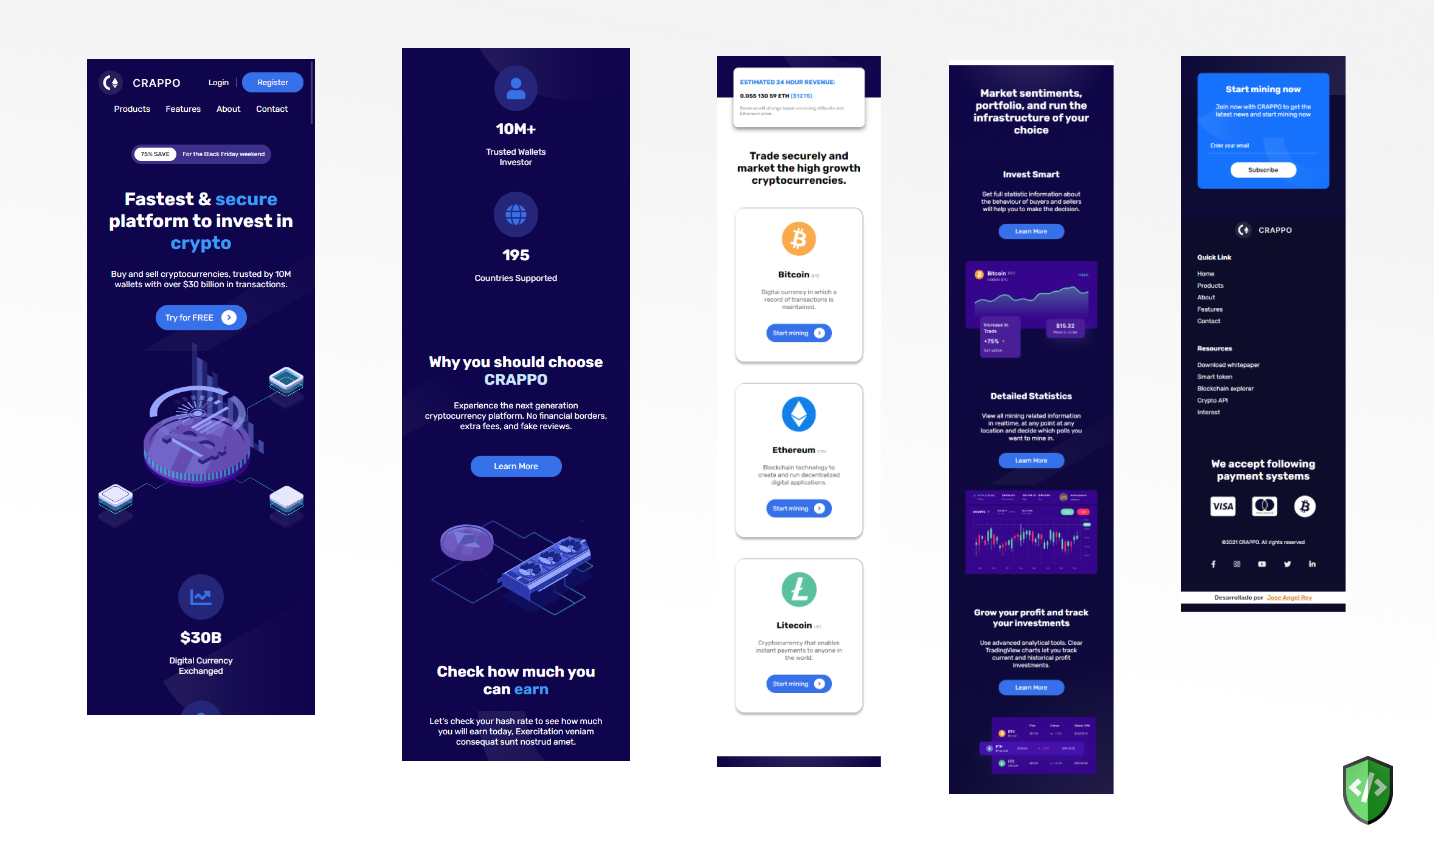 CRAPPO
Login
Register
Products
Features
About
Contact
75% SAVE
For the Black Friday weekend
Fastest & secure
platform to invest in
crypto
Buy and sell cryptocurrencies, trusted by 10M
wallets with over $30 billion in transactions.
Try for FREE
$30B
Digital Currency
Exchanged
10M+
Trusted Wallets
Investor
195
Countries Supported
Why you should choose
CRAPPO
Experience the next generation
cryptocurrency platform. No financial borders,
extra fees, and fake reviews.
Learn More
Check how much you
can earn
Let's check your hash rate to see how much
you will earn today, Exercitation veniam
consequat sunt nostrud amet.
ESTIMATED 24 HOUR REVENUE:
0.055 130 59 ETH ($1275)
Trade securely and
market the high growth
cryptocurrencies.
Bitcoin BTC
Digital currency in which a
record of transactions is
maintained.
Start mining
Ethereum ETH
Blockchain technology to
create and run decentralized
digital applications.
Start mining
Litecoin LTC
Cryptocurrency that enables
instant payments to anyone in
the world.
Start mining
Market sentiments,
portfolio, and run the
infrastructure of your
choice
Invest Smart
Get full statistic information about
the behaviour of buyers and sellers
will help you to make the decision.
Learn More
Bitcoin BTC
Increase in
Trade
+75%
$15.32
Detailed Statistics
View all mining related information
in realtime, at any point at any
location and decide which polls you
want to mine in.
Learn More
Grow your profit and track
your investments
Use advanced analytical tools. Clear
TradingView charts let you track
current and historical profit
investments.
Learn More
BTC
ETH
LTC
Start mining now
Join now with CRAPPO to get the
latest news and start mining now
Enter your email
Subscribe
CRAPPO
Quick Link
Home
Products
About
Features
Contact
Resources
Download whitepaper
Smart token
Blockchain explorer
Crypto API
Interest
We accept following
payment systems
VISA
©2021 CRAPPO. All rights reserved
Desarrollado por Jose Angel Rey